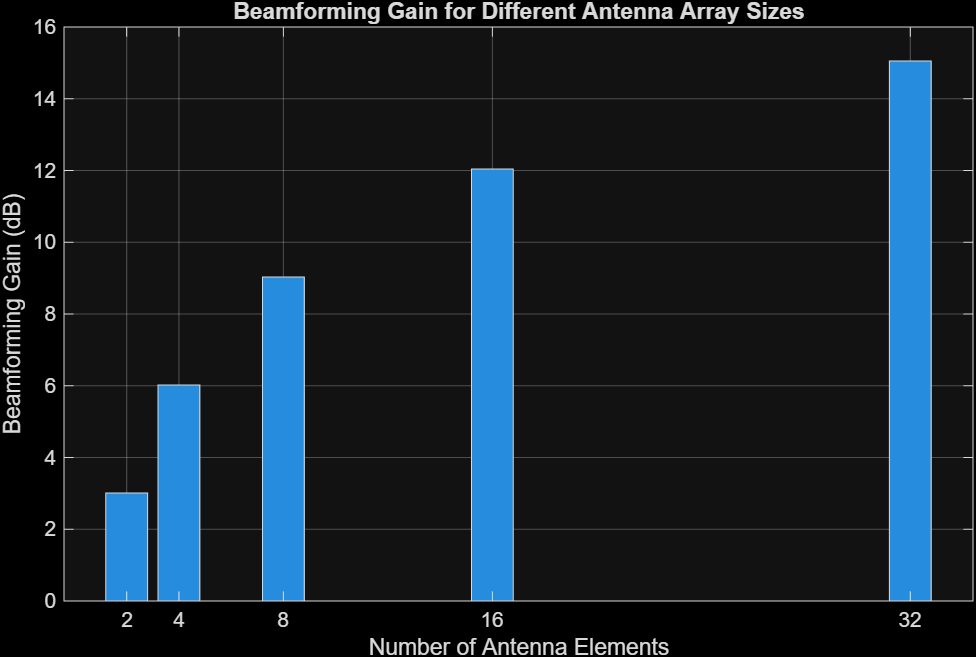 Beamforming Gain for Different Antenna Array Sizes
16
14
12
10
8
6
4
2
0
Beamforming Gain (dB)
2 4 8 16 32
Number of Antenna Elements